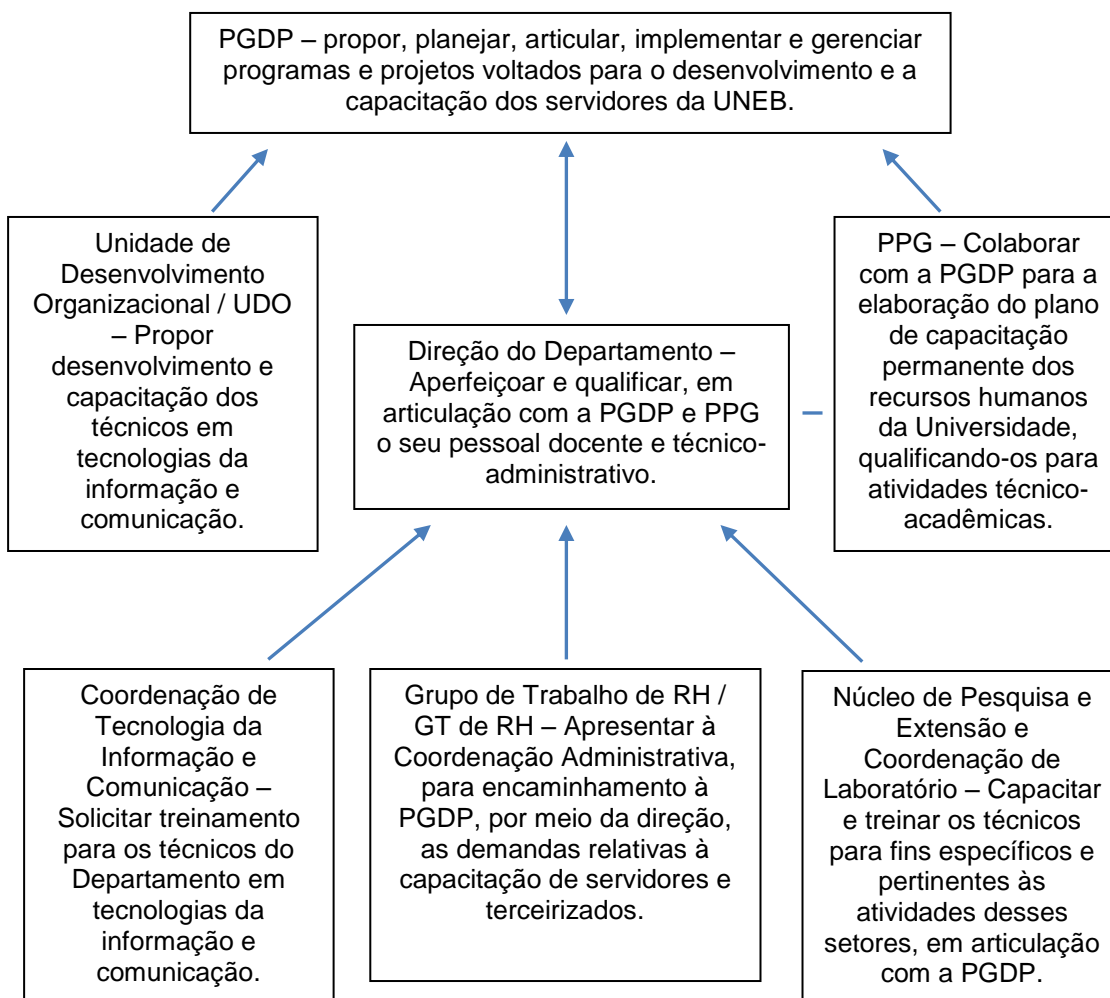 PGDP – propor, planejar, articular, implementar e gerenciar
programas e projetos voltados para o desenvolvimento e a
capacitação dos servidores da UNEB.
Unidade de
Desenvolvimento
Organizacional / UDO
– Propor
desenvolvimento e
capacitação dos
técnicos em
tecnologias da
informação e
comunicação.
Direção do Departamento –
Aperfeiçoar e qualificar, em
articulação com a PGDP e PPG
o seu pessoal docente e técnico-
administrativo.
PPG – Colaborar
com a PGDP para a
elaboração do plano
de capacitação
permanente dos
recursos humanos
da Universidade,
qualificando-os para
atividades técnico-
acadêmicas.
Coordenação de
Tecnologia da
Informação e
Comunicação –
Solicitar treinamento
para os técnicos do
Departamento em
tecnologias da
informação e
comunicação.
Grupo de Trabalho de RH /
GT de RH – Apresentar à
Coordenação Administrativa,
para encaminhamento à
PGDP, por meio da direção,
as demandas relativas à
capacitação de servidores e
terceirizados.
Núcleo de Pesquisa e
Extensão e
Coordenação de
Laboratório – Capacitar
e treinar os técnicos
para fins específicos e
pertinentes às
atividades desses
setores, em articulação
com a PGDP.